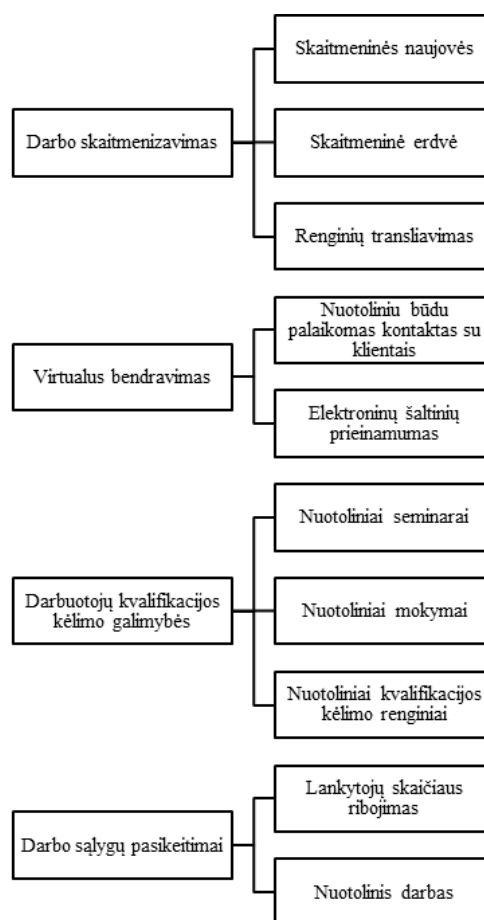 Skaitmeninės naujovės
Darbo skaitmenizavimas
Skaitmeninė erdvė
Renginių transliavimas
Nuotoliniu būdu
palaikomas kontaktas su
klientais
Virtualus bendravimas
Elektroninų šaltinių
prieinamumas
Nuotoliniai seminarai
Darbuotojų kvalifikacijos
kėlimo galimybės
Nuotoliniai mokymai
Nuotoliniai kvalifikacijos
kėlimo renginiai
Lankytojų skaičiaus
ribojimas
Darbo sąlygų pasikeitimai
Nuotolinis darbas